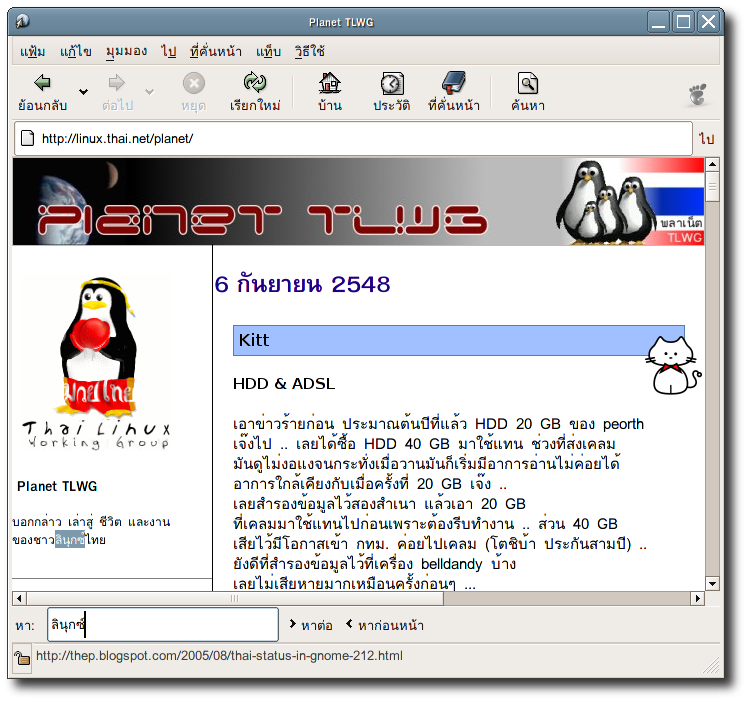 Planet TLWG
แฟ้ม แก้ไข มุมมอง ไป ที่คั่นหน้า แท็บ วิธีใช้
ย้อนกลับ ต่อไป หยุด เรียกใหม่ บ้าน ประวัติ ที่คั่นหน้า ค้นหา
http://linux.thai.net/planet/ ไป
PLANET TLWG
พลาเน็ต
TLWG
หมายไทย
Thai Linux
Working Group
Planet TLWG
บอกกล่าว เล่าสู่ ชีวิต และงาน
ของชาวลินุกซ์ไทย
6 กันยายน 2548
Kitt
HDD & ADSL
เอาข่าวร้ายก่อน ประมาณต้นปีที่แล้ว HDD 20 GB ของ peorth
เจ๊งไป .. เลยได้ซื้อ HDD 40 GB มาใช้แทน ช่วงที่ส่งเคลม
มันดูไม่งอแงจนกระทั่งเมื่อวานมันก็เริ่มมีอาการอ่านไม่ค่อยได้
อาการใกล้เคียงกับเมื่อครั้งที่ 20 GB เจ๊ง ..
เลยสำรองข้อมูลไว้สองสำเนา แล้วเอา 20 GB
ที่เคลมมาใช้แทนไปก่อนเพราะต้องรีบทำงาน .. ส่วน 40 GB
เสียไว้มีโอกาสเข้า กทม. ค่อยไปเคลม (โตชิบ้า ประกันสามปี) ..
ยังดีที่สำรองข้อมูลไว้ที่เครื่อง belldandy บ้าง
เลยไม่เสียหายมากเหมือนครั้งก่อนๆ ...
หา: ลินุกซ์ หาต่อ หาก่อนหน้า
http://thep.blogspot.com/2005/08/thai-status-in-gnome-212.html